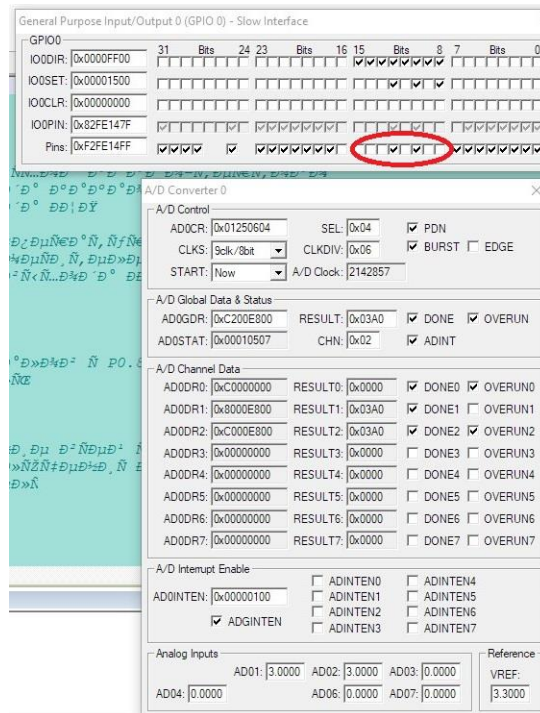 General Purpose Input/Output 0 (GPIO 0) - Slow Interface
GPIO0
31 Bits 24 23 Bits 16 15 Bits 8 7 Bits 0
IO0DIR: 0x0000FF00
IO0SET: 0x00001500
IO0CLR: 0x00000000
IO0PIN: 0x82FE147F
Pins: 0xF2FE14FF
A/D Converter 0
A/D Control
AD0CR: 0x01250604 SEL: 0x04 PDN
CLKS: 9clk/8bit CLKDIV: 0x06 BURST EDGE
START: Now A/D Clock: 2142857
A/D Global Data & Status
AD0GDR: 0xC200E800 RESULT: 0x03A0 DONE OVERUN
AD0STAT: 0x00010507 CHN: 0x02 ADINT
A/D Channel Data
AD0DR0: 0xC0000000 RESULT0: 0x0000 DONE0 OVERUN0
AD0DR1: 0x8000E800 RESULT1: 0x03A0 DONE1 OVERUN1
AD0DR2: 0xC000E800 RESULT2: 0x03A0 DONE2 OVERUN2
AD0DR3: 0x00000000 RESULT3: 0x0000 DONE3 OVERUN3
AD0DR4: 0x00000000 RESULT4: 0x0000 DONE4 OVERUN4
AD0DR5: 0x00000000 RESULT5: 0x0000 DONE5 OVERUN5
AD0DR6: 0x00000000 RESULT6: 0x0000 DONE6 OVERUN6
AD0DR7: 0x00000000 RESULT7: 0x0000 DONE7 OVERUN7
A/D Interrupt Enable
ADINTEN0 ADINTEN4
AD0INTEN: 0x00000100 ADINTEN1 ADINTEN5
ADINTEN2 ADINTEN6
ADGINTEN ADINTEN3 ADINTEN7
Analog Inputs Reference
AD01: 3.0000 AD02: 3.0000 AD03: 0.0000 VREF:
AD04: 0.0000 AD06: 0.0000 AD07: 0.0000 3.3000